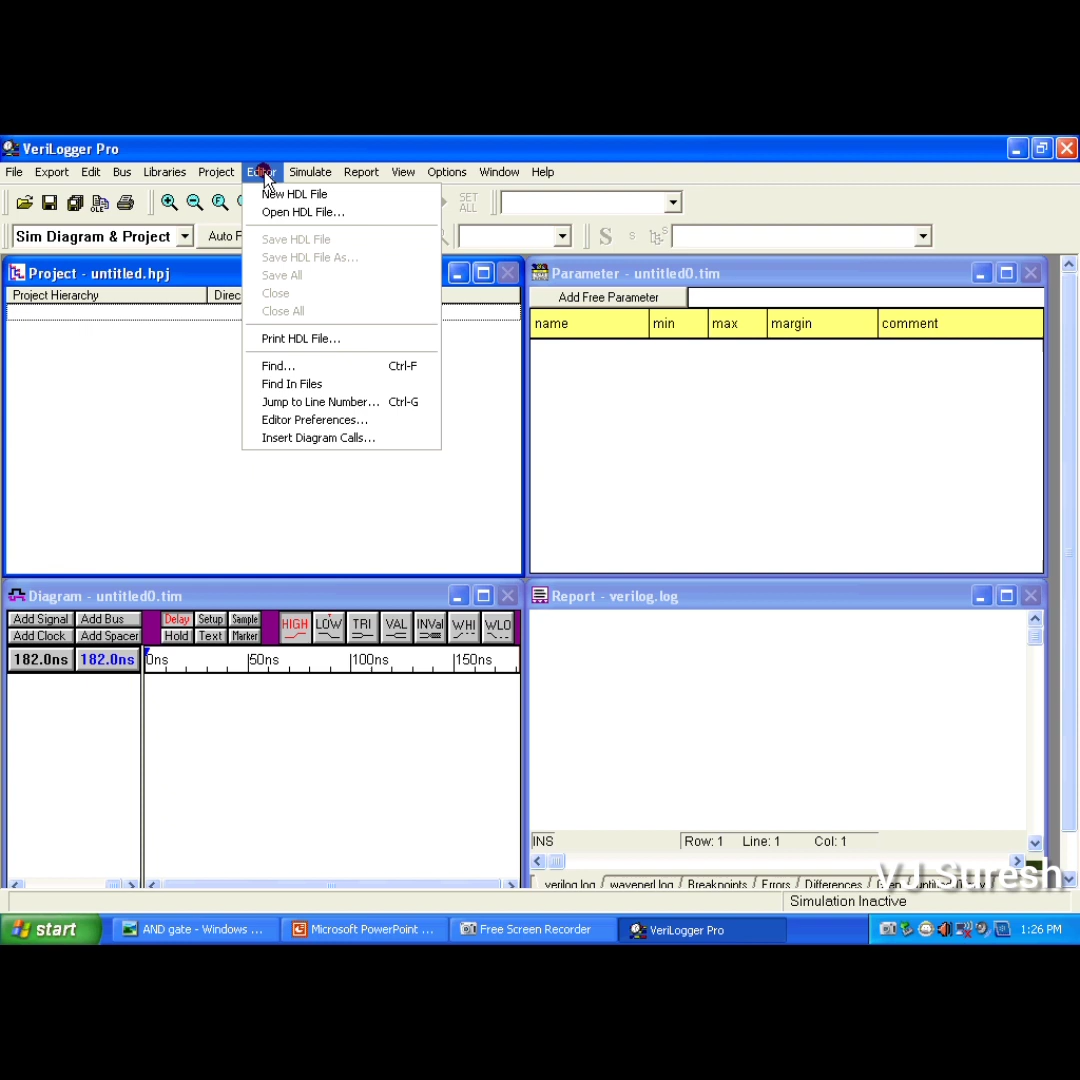 VeriLogger Pro
File Export Edit Bus Libraries Project Editor Simulate Report View Options Window Help
SET ALL
Sim Diagram & Project Auto F
S S S
New HDL File
Open HDL File...
Save HDL File
Save HDL File As...
Save All
Close
Close All
Print HDL File...
Find... Ctrl-F
Find In Files
Jump to Line Number... Ctrl-G
Editor Preferences...
Insert Diagram Calls...
Project - untitled.hpj
Project Hierarchy Direc
Parameter - untitled0.tim
Add Free Parameter
name min max margin comment
Diagram - untitled0.tim
Add Signal Add Bus Delay Setup Sample HIGH LOW TRI VAL INVal WHI WLO
Add Clock Add Spacer Hold Text Marker
182.0ns 182.0ns 0ns 50ns 100ns 150ns
Report - verilog.log
INS Row: 1 Line: 1 Col: 1
verilog.log waveperl.log Breakpoints Errors Differences
VJ Suresh
Simulation Inactive
start AND gate - Windows ... Microsoft PowerPoint ... Free Screen Recorder VeriLogger Pro 1:26 PM